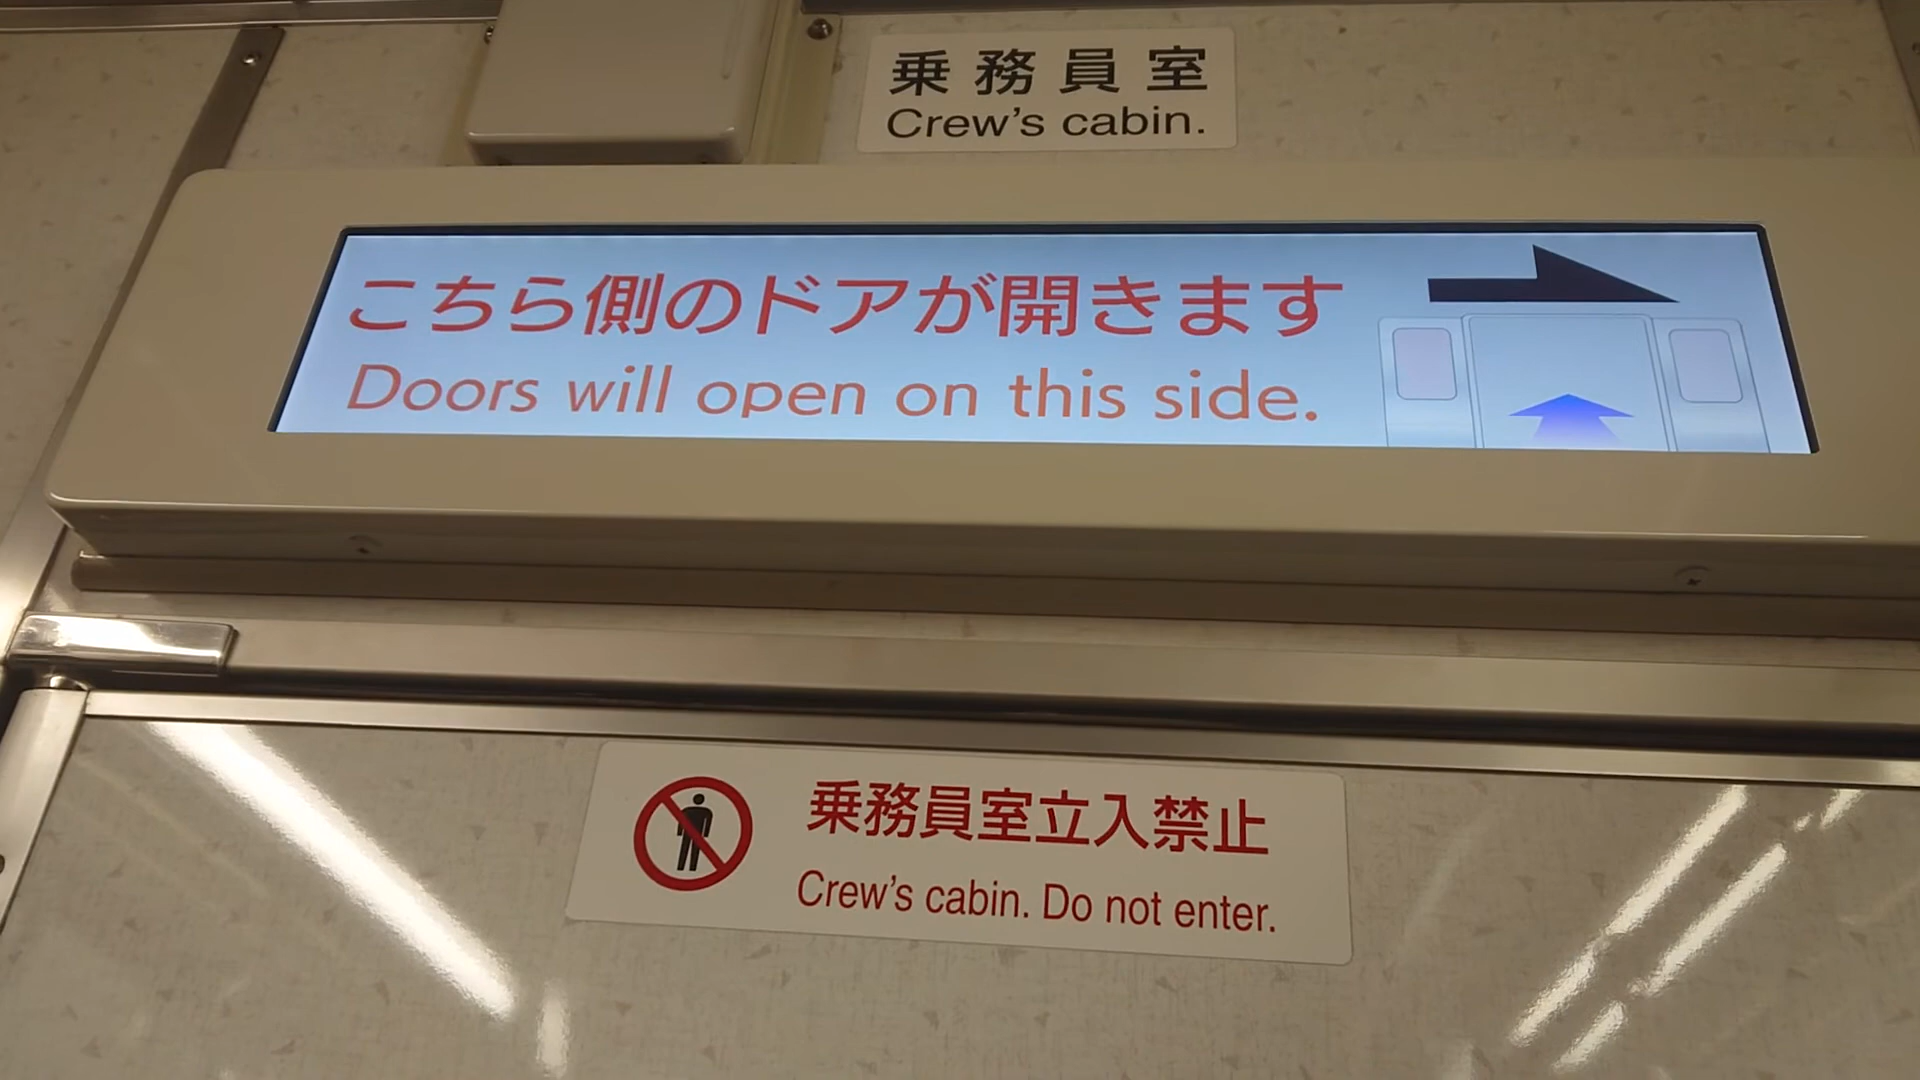 乗務員室
Crew's cabin.
こちら側のドアが開きます
Doors will open on this side.
乗務員室立入禁止
Crew's cabin. Do not enter.